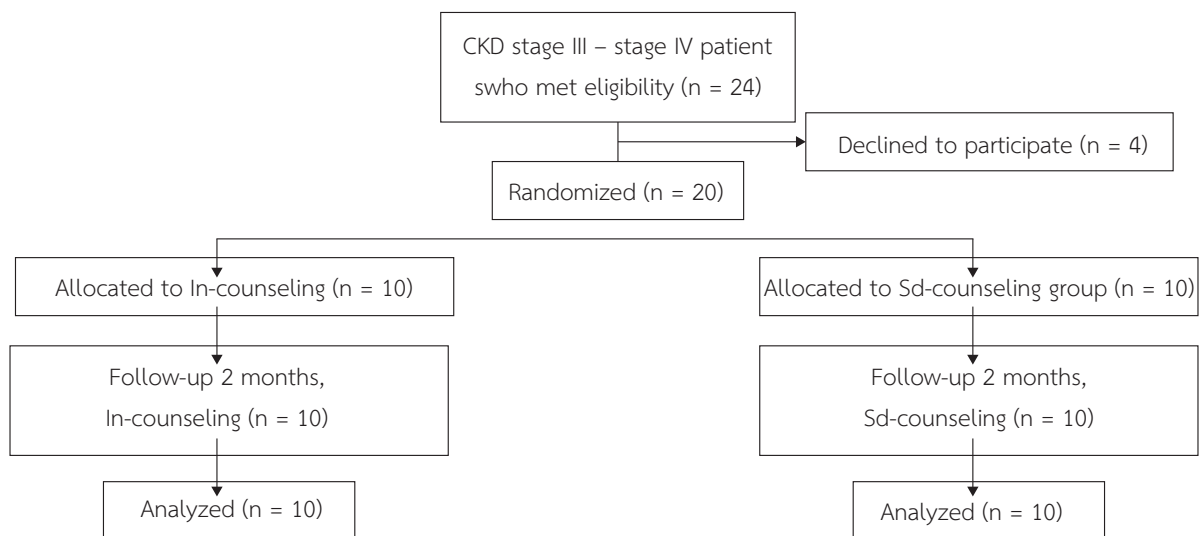 CKD stage III – stage IV patient
swho met eligibility (n = 24)
Declined to participate (n = 4)
Randomized (n = 20)
Allocated to In-counseling (n = 10)
Allocated to Sd-counseling group (n = 10)
Follow-up 2 months,
In-counseling (n = 10)
Follow-up 2 months,
Sd-counseling (n = 10)
Analyzed (n = 10)
Analyzed (n = 10)